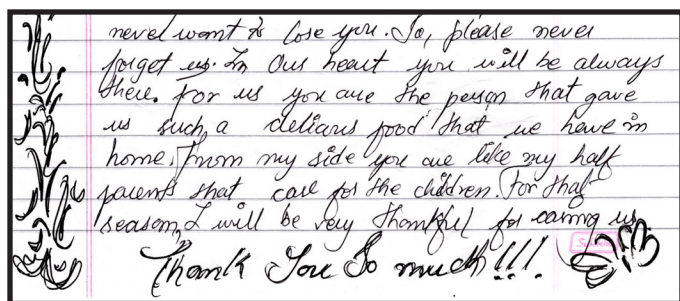 never want to lose you. So, please never
forget us. In Our heart you will be always
there. for us you are the person that gave
us such a delians food that we have in
home. From my side you are like my half
parents that care for the children. For that
season, I will be very thankful for caring us
Thank You So much!!!